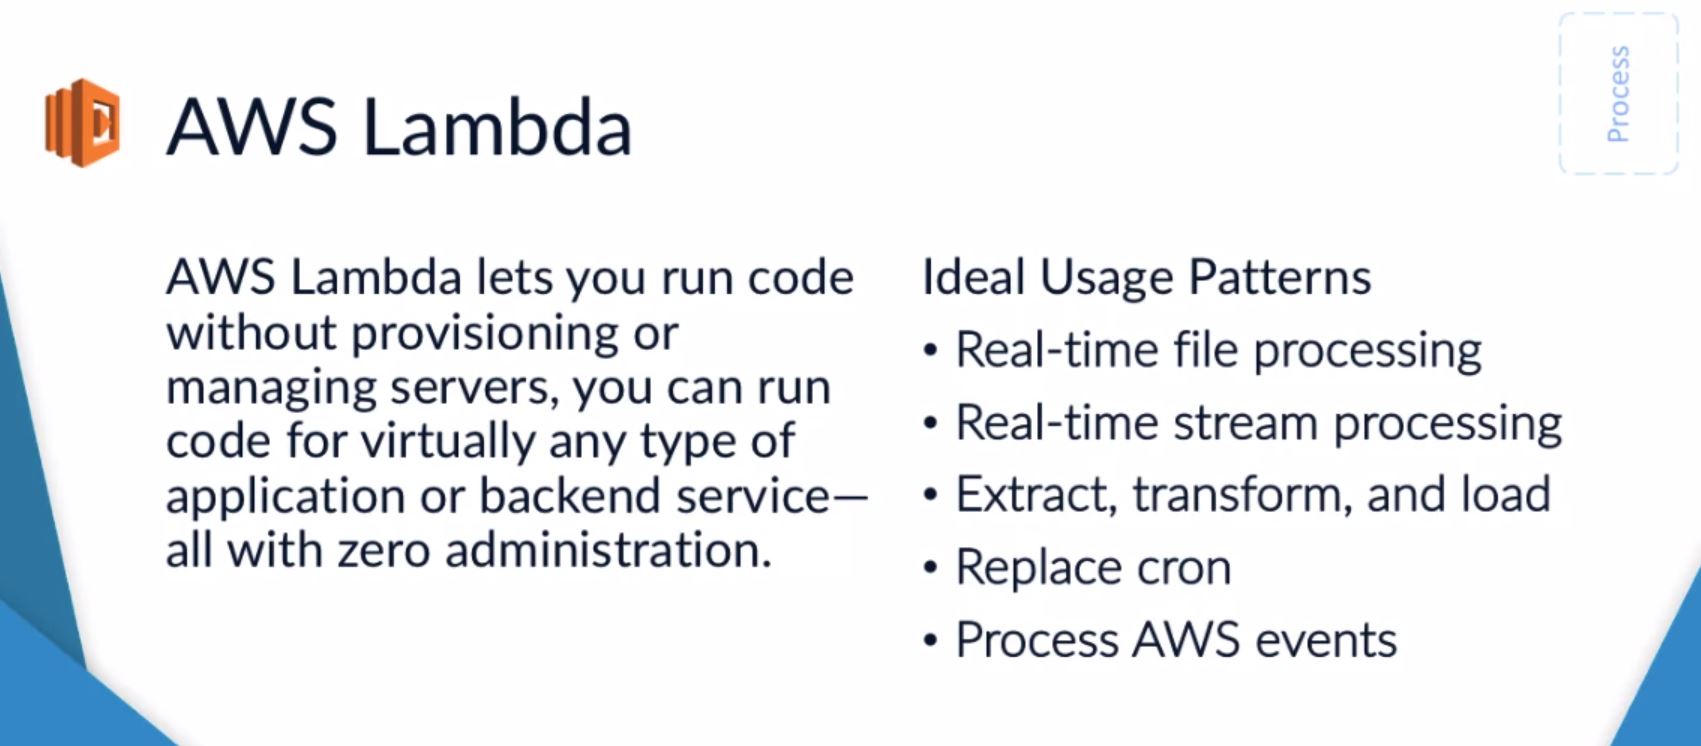 Process
AWS Lambda
AWS Lambda lets you run code
without provisioning or
managing servers, you can run
code for virtually any type of
application or backend service—
all with zero administration.
Ideal Usage Patterns
• Real-time file processing
• Real-time stream processing
• Extract, transform, and load
• Replace cron
• Process AWS events